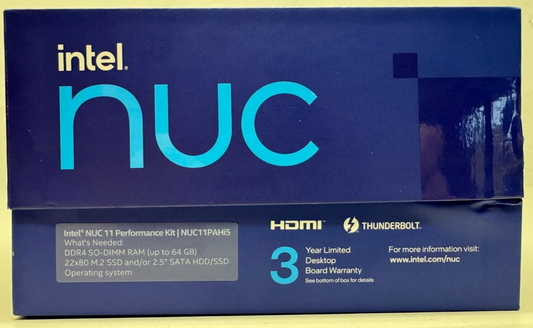 intel.
nuc
Intel® NUC 11 Performance Kit | NUC11PAHi5
What's Needed:
DDR4 SO-DIMM RAM (up to 64 GB)
22x80 M.2 SSD and/or 2.5" SATA HDD/SSD
Operating system
HDMI™
THUNDERBOLT™
3
Year Limited
Desktop
Board Warranty
See bottom of box for details
For more information visit:
www.intel.com/nuc